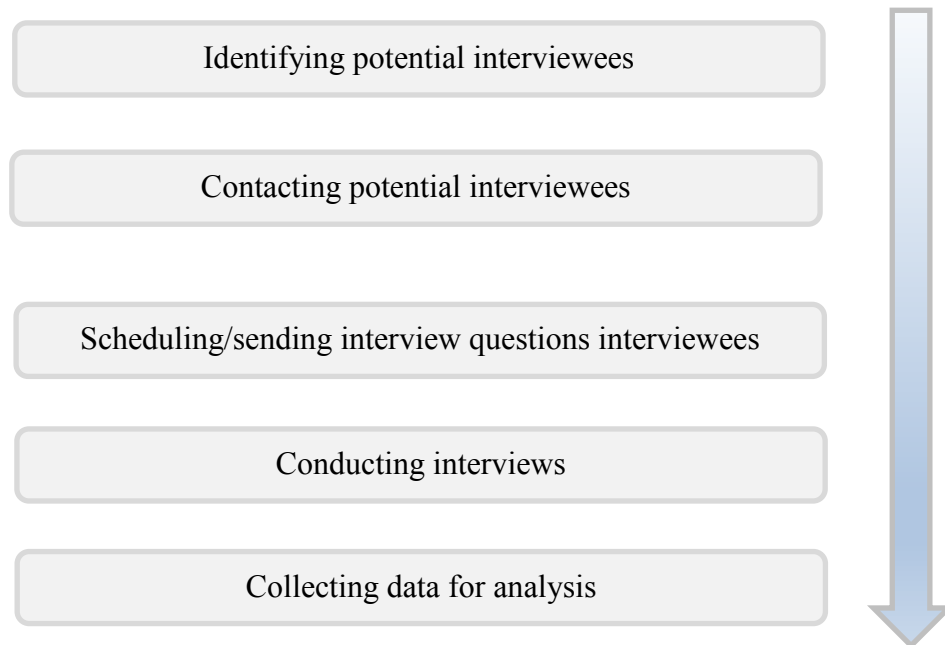 Identifying potential interviewees
Contacting potential interviewees
Scheduling/sending interview questions interviewees
Conducting interviews
Collecting data for analysis